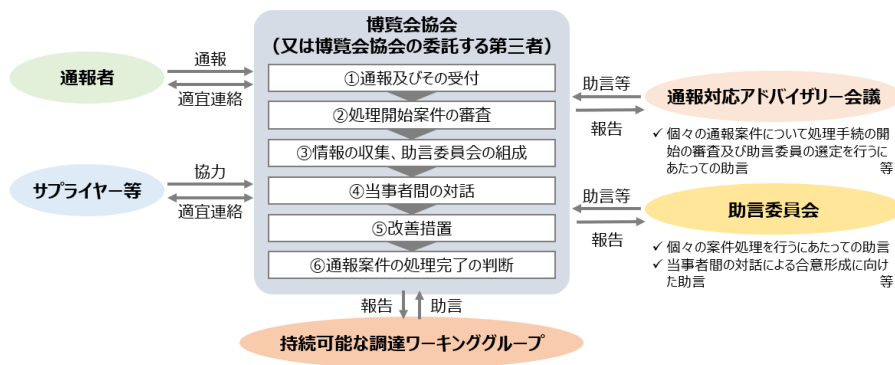 博覧会協会
（又は博覧会協会の委託する第三者）
通報者
通報
適宜連絡
①通報及びその受付
②処理開始案件の審査
③情報の収集、助言委員会の組成
④当事者間の対話
⑤改善措置
⑥通報案件の処理完了の判断
サプライヤー等
協力
適宜連絡
助言等
報告
通報対応アドバイザリー会議
✓ 個々の通報案件について処理手続の開
始の審査及び助言委員の選定を行うに
あたっての助言 等
助言等
報告
助言委員会
✓ 個々の案件処理を行うにあたっての助言
✓ 当事者間の対話による合意形成に向け
た助言 等
報告
助言
持続可能な調達ワーキンググループ